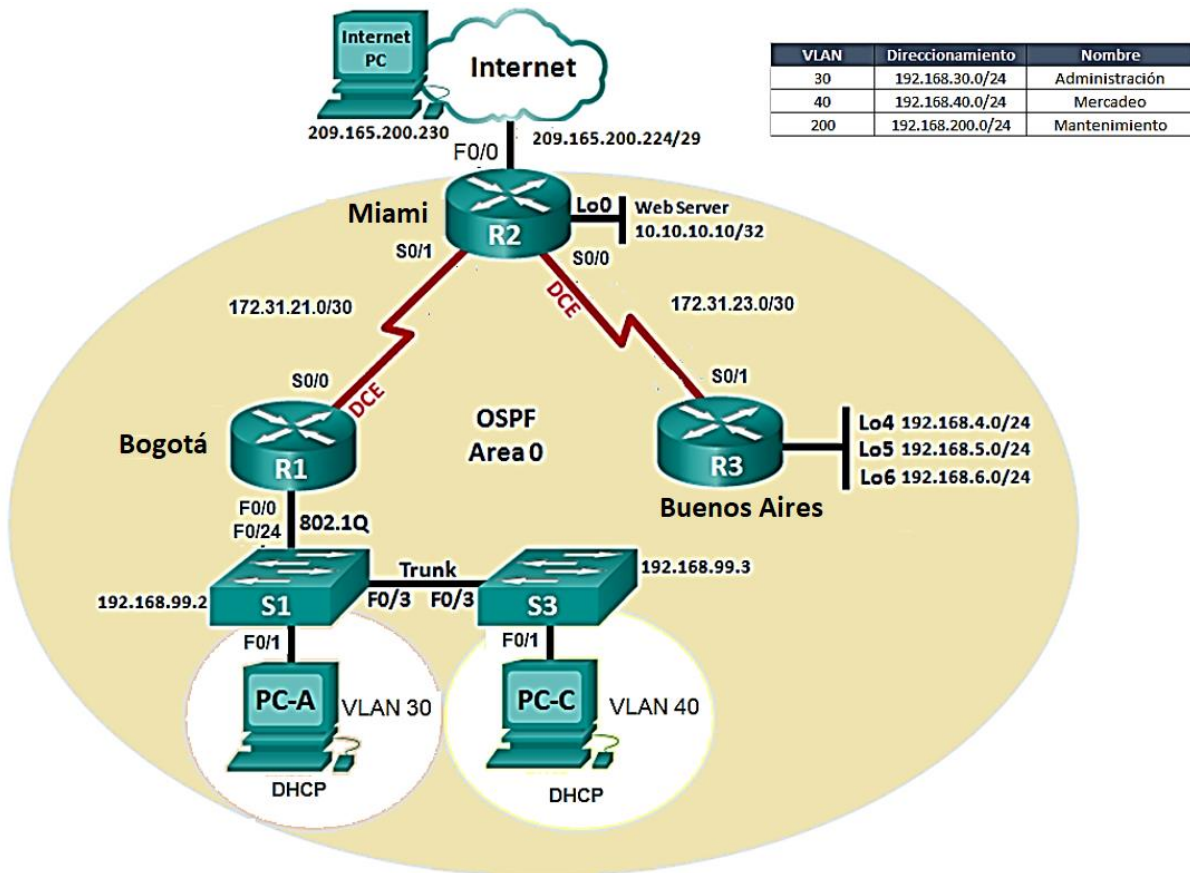 Internet
PC
Internet
209.165.200.230
209.165.200.224/29
F0/0
VLAN Direccionamiento Nombre
30 192.168.30.0/24 Administración
40 192.168.40.0/24 Mercadeo
200 192.168.200.0/24 Mantenimiento
Miami
R2
Lo0
Web Server
10.10.10.10/32
S0/1
S0/0
DCE
172.31.21.0/30
172.31.23.0/30
S0/0
DCE
S0/1
OSPF
Area 0
Bogotá
R1
R3
Buenos Aires
Lo4 192.168.4.0/24
Lo5 192.168.5.0/24
Lo6 192.168.6.0/24
F0/0
F0/24
802.1Q
Trunk
192.168.99.2
S1
F0/3
F0/3
S3
192.168.99.3
F0/1
F0/1
PC-A
VLAN 30
PC-C
VLAN 40
DHCP
DHCP